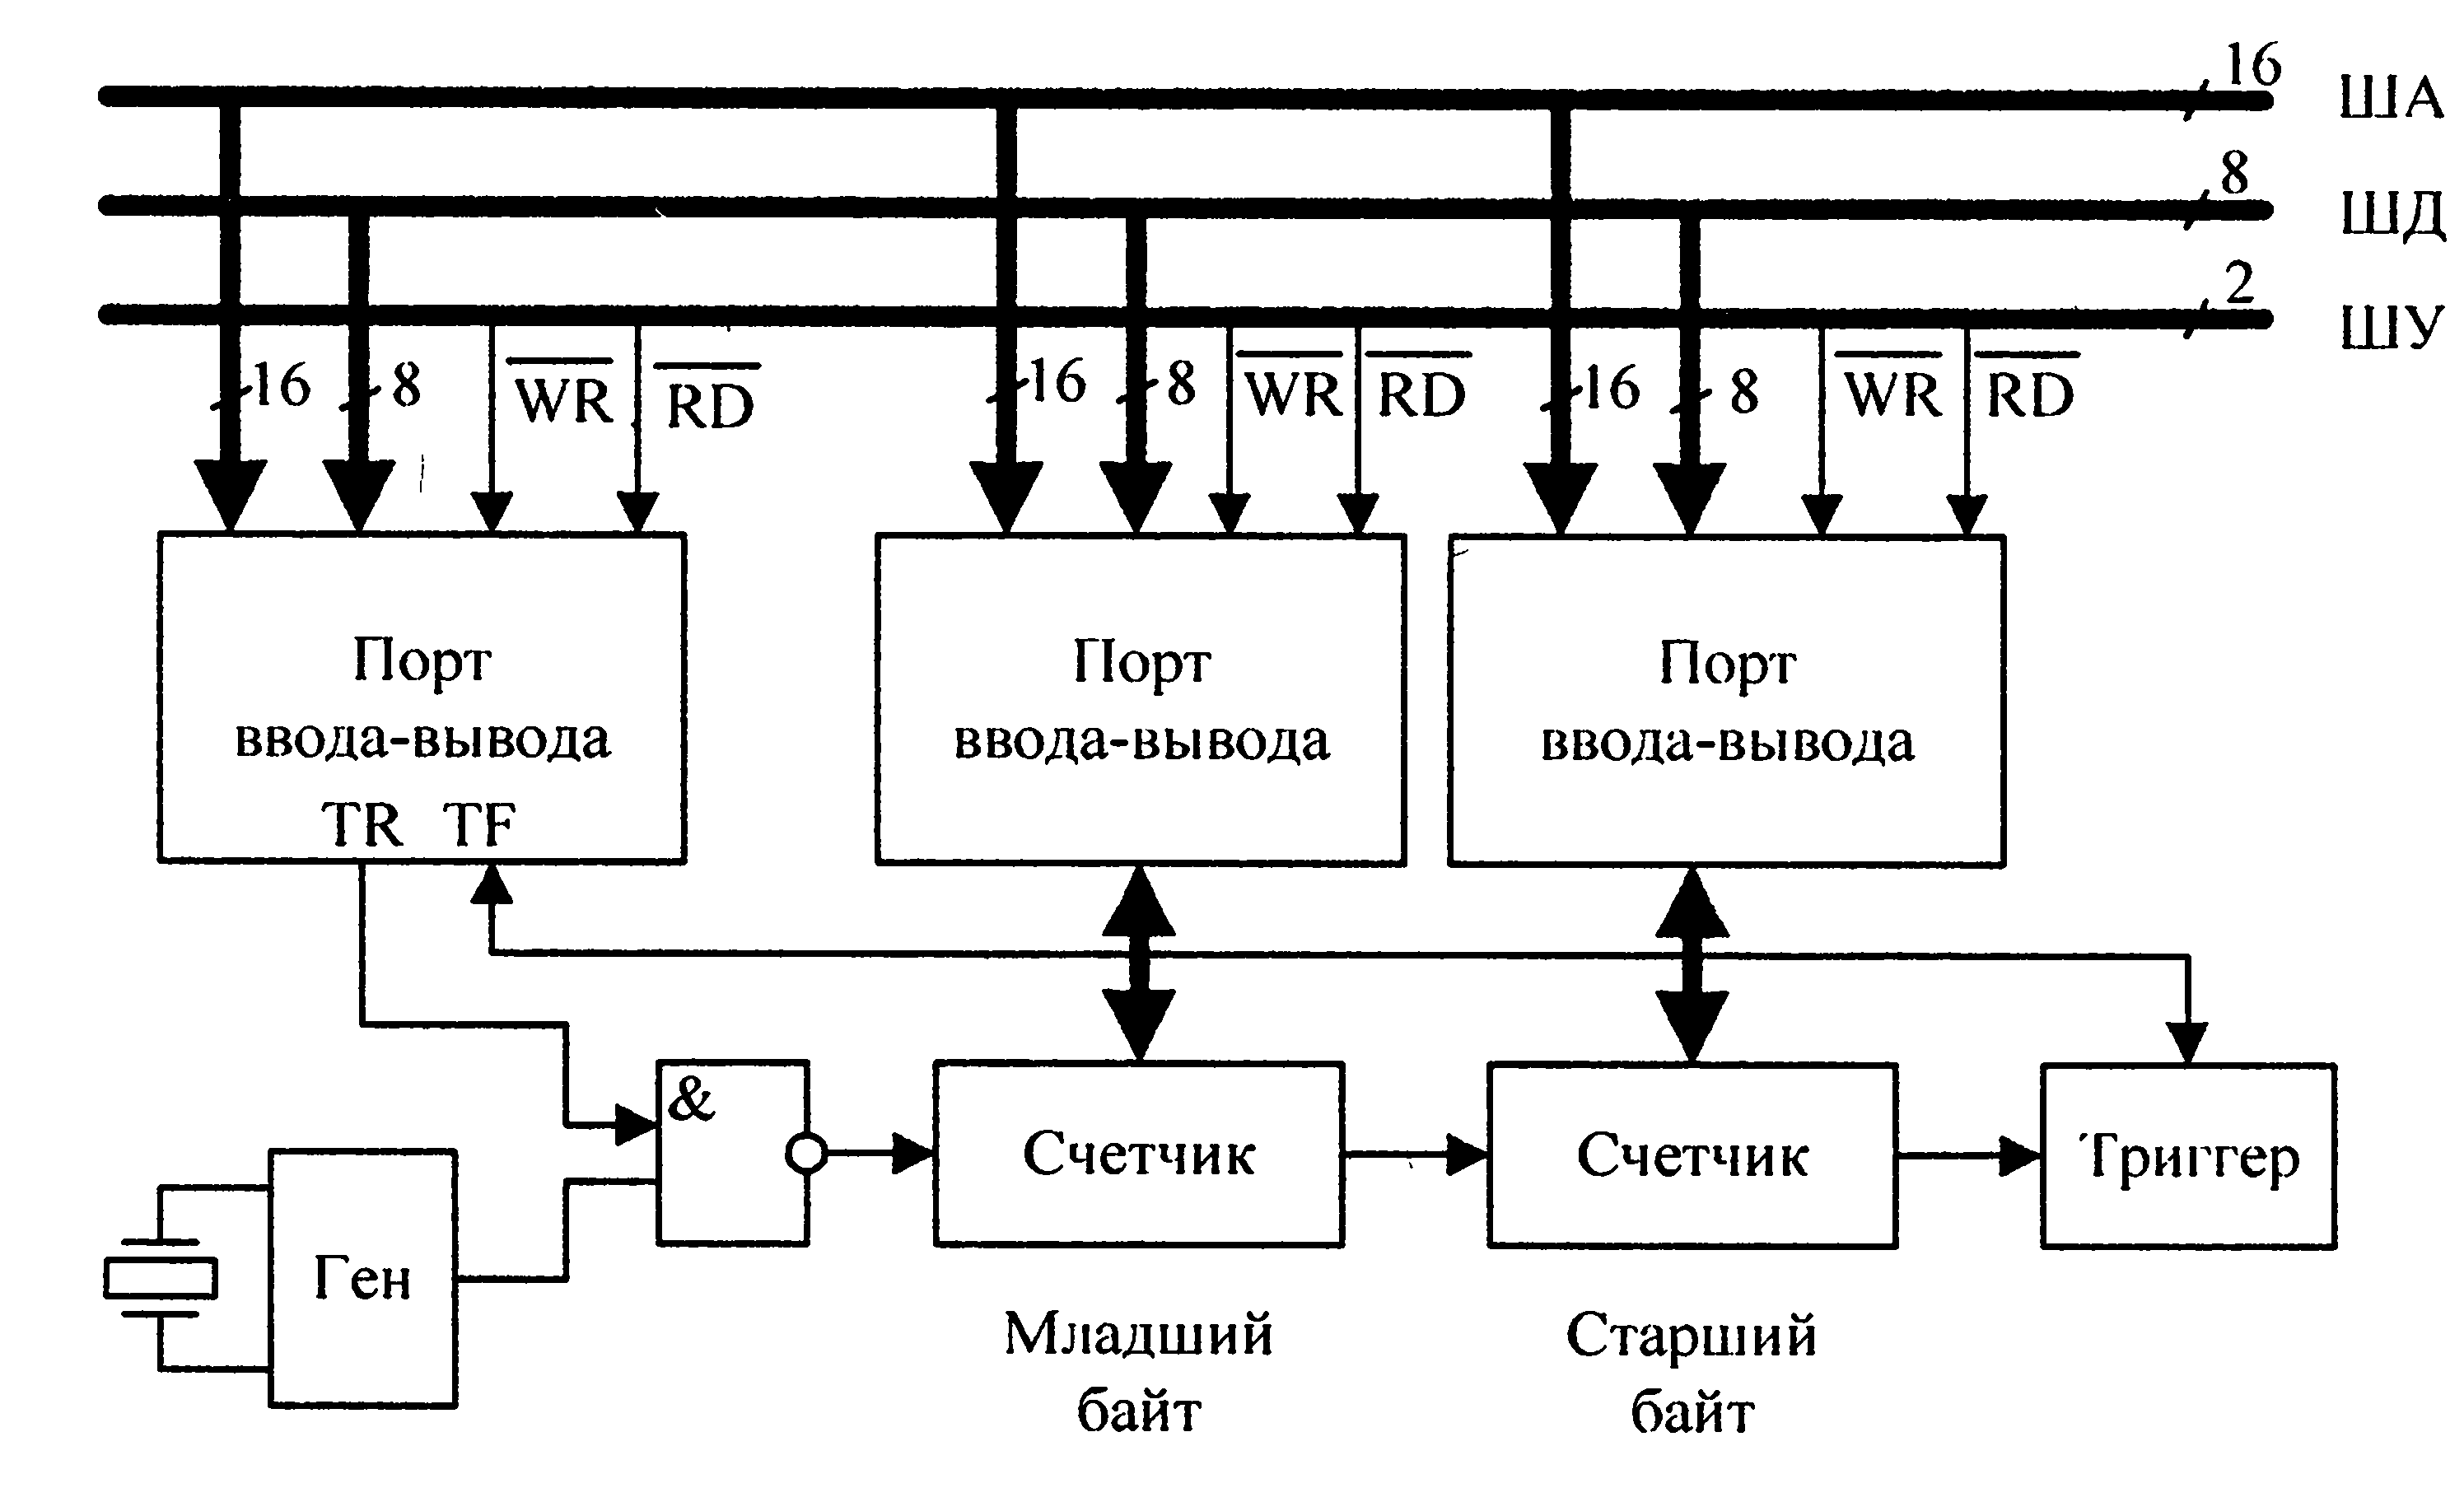 16
ША
8
ШД
2
ШУ
16 8 WR RD
16 8 WR RD
16 8 WR RD
Порт
ввода-вывода
TR TF
Порт
ввода-вывода
Порт
ввода-вывода
&
Счетчик
Счетчик
Триггер
Ген
Младший
байт
Старший
байт